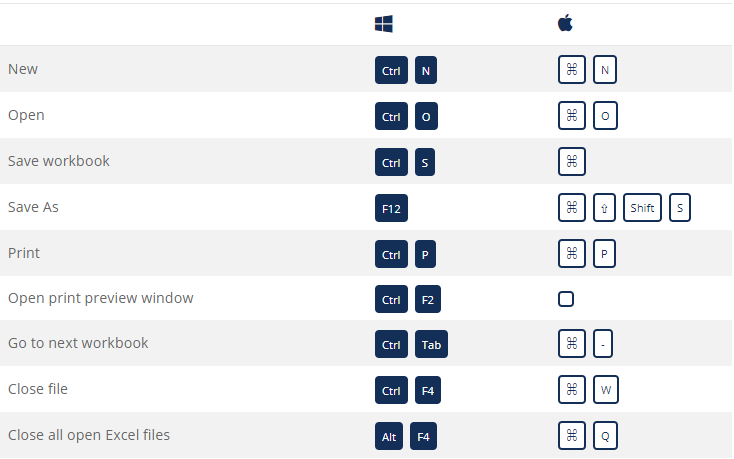 New Ctrl N ⌘ N
Open Ctrl O ⌘ O
Save workbook Ctrl S ⌘
Save As F12 ⌘ ⇧ Shift S
Print Ctrl P ⌘ P
Open print preview window Ctrl F2
Go to next workbook Ctrl Tab ⌘ -
Close file Ctrl F4 ⌘ W
Close all open Excel files Alt F4 ⌘ Q